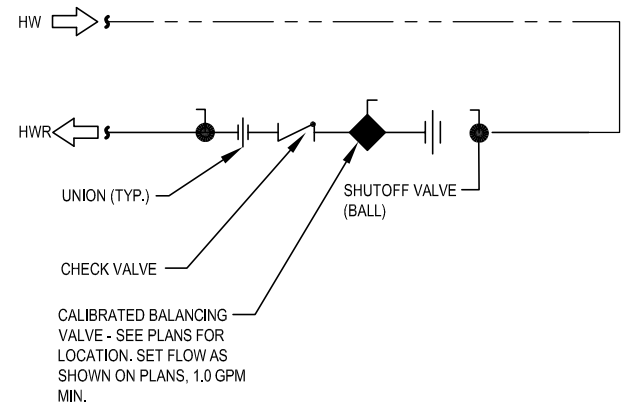 HW
HWR
UNION (TYP.)
SHUTOFF VALVE
(BALL)
CHECK VALVE
CALIBRATED BALANCING
VALVE - SEE PLANS FOR
LOCATION. SET FLOW AS
SHOWN ON PLANS, 1.0 GPM
MIN.